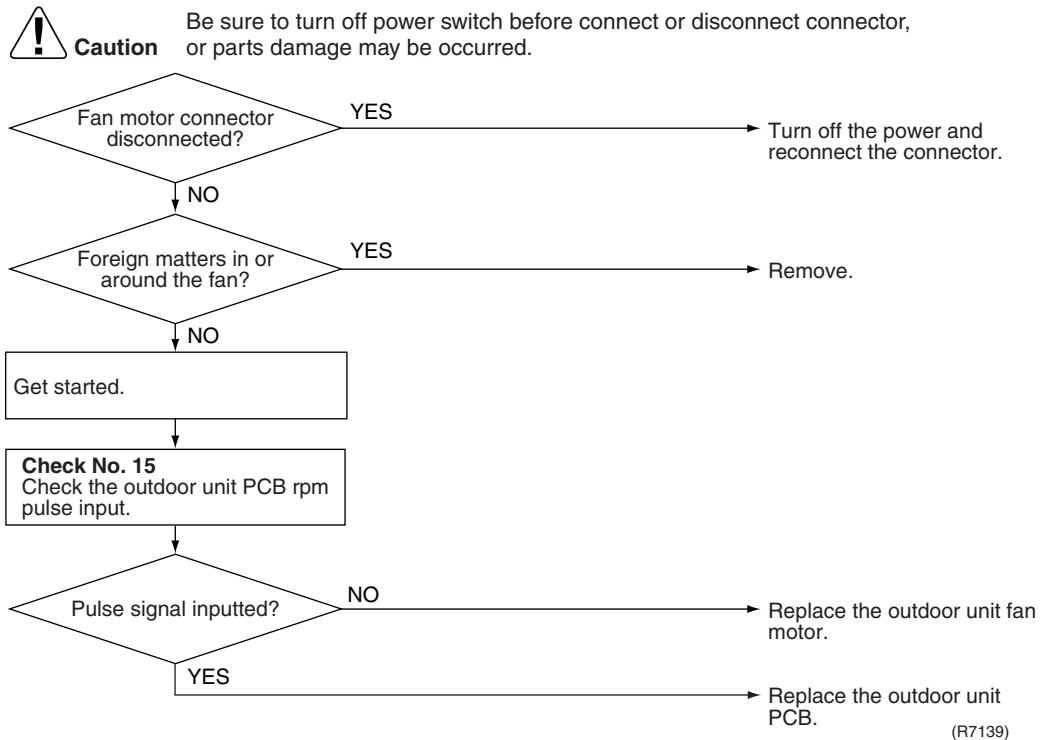 Be sure to turn off power switch before connect or disconnect connector,
Caution or parts damage may be occurred.
Fan motor connector
disconnected?
YES
Turn off the power and
reconnect the connector.
NO
Foreign matters in or
around the fan?
YES
Remove.
NO
Get started.
Check No. 15
Check the outdoor unit PCB rpm
pulse input.
Pulse signal inputted?
NO
Replace the outdoor unit fan
motor.
YES
Replace the outdoor unit
PCB.
(R7139)